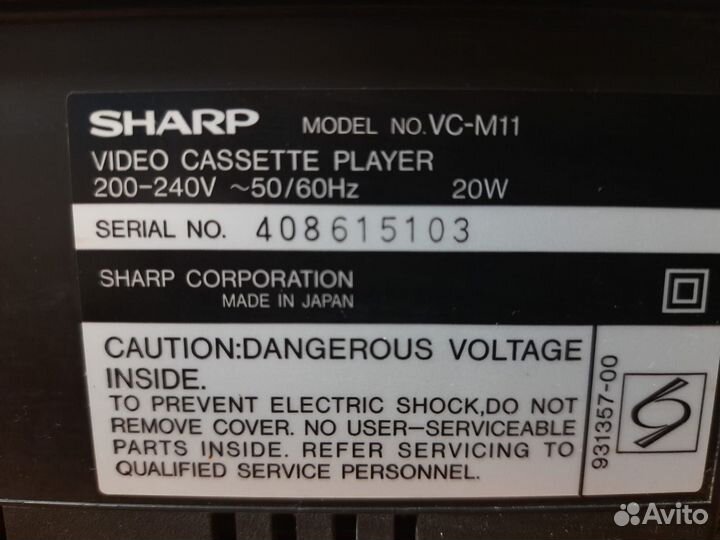 SHARP MODEL NO. VC-M11
VIDEO CASSETTE PLAYER
200-240V ~50/60Hz 20W
SERIAL NO. 408615103
SHARP CORPORATION
MADE IN JAPAN
CAUTION:DANGEROUS VOLTAGE
INSIDE.
TO PREVENT ELECTRIC SHOCK,DO NOT
REMOVE COVER. NO USER-SERVICEABLE
PARTS INSIDE. REFER SERVICING TO
QUALIFIED SERVICE PERSONNEL.
931357-00
Avito